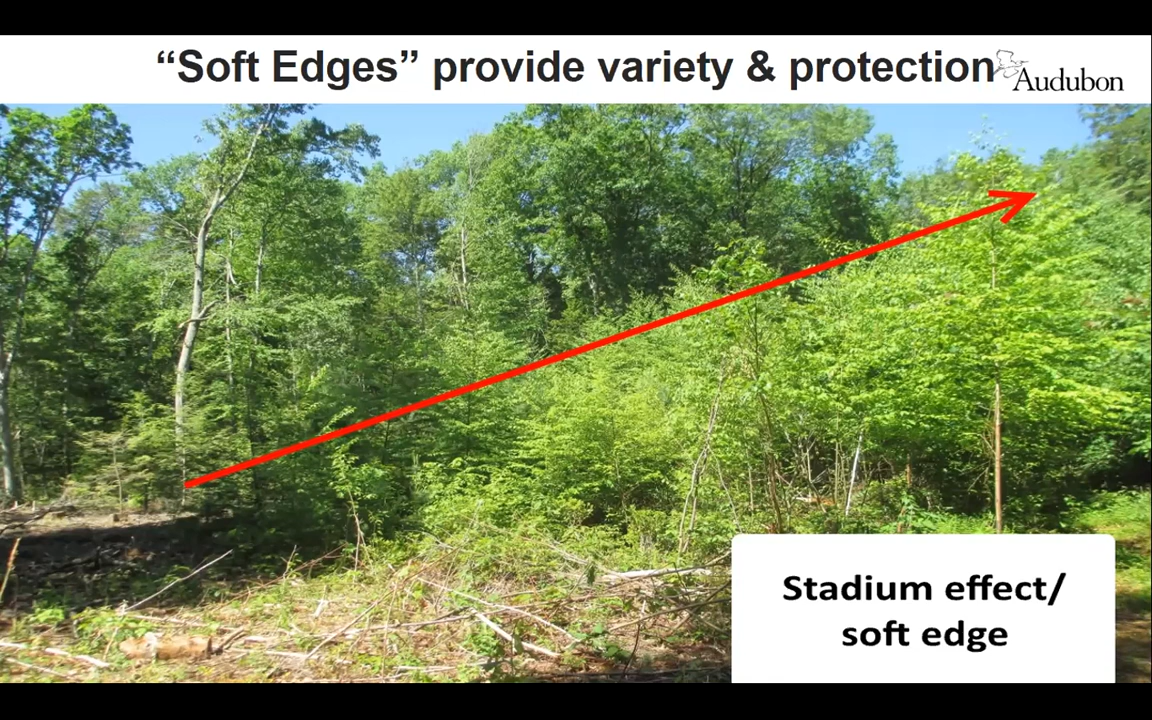 “Soft Edges” provide variety & protection
Audubon
Stadium effect/
soft edge